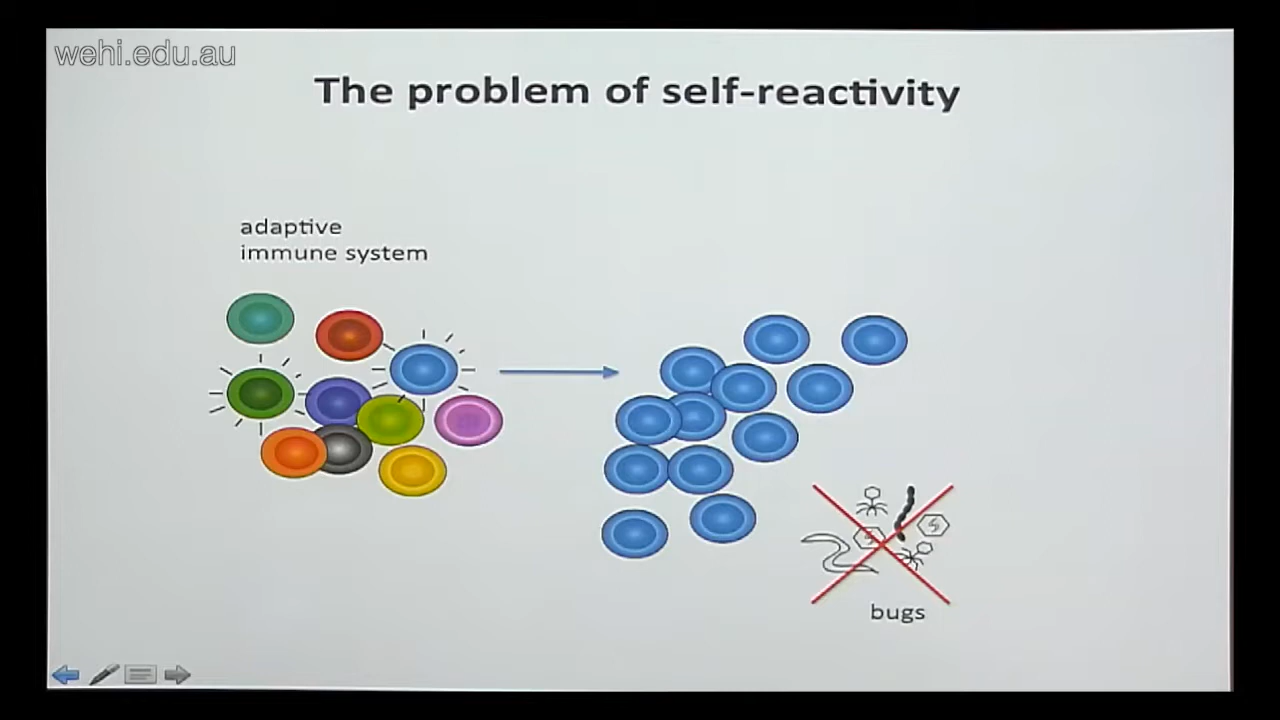 wehi.edu.au
The problem of self-reactivity
adaptive
immune system
bugs